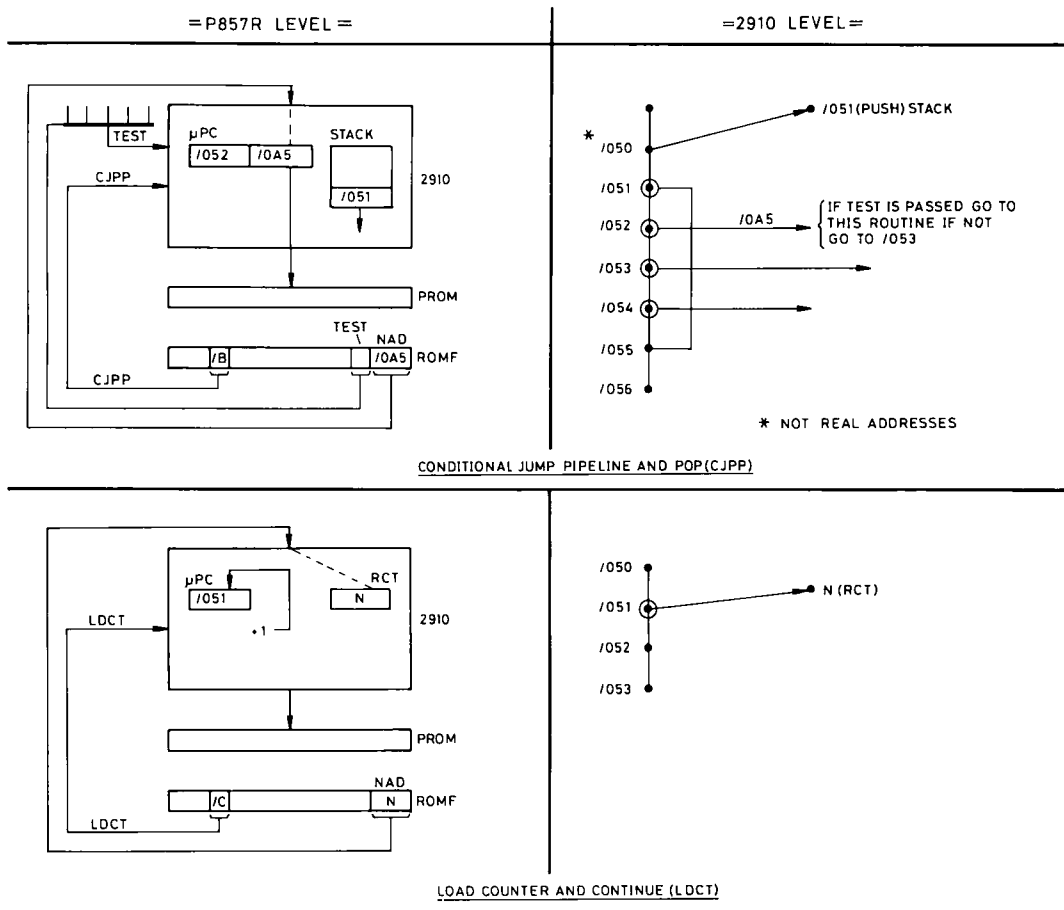 =P857R LEVEL=
=2910 LEVEL=
TEST
CJPP
µPC
/052
/0A5
STACK
/051
2910
PROM
TEST
NAD
/B
/0A5
ROMF
CJPP
*
/050
/051
/052
/053
/054
/055
/056
/051(PUSH) STACK
/0A5
IF TEST IS PASSED GO TO
THIS ROUTINE IF NOT
GO TO /053
* NOT REAL ADDRESSES
CONDITIONAL JUMP PIPELINE AND POP(CJPP)
µPC
/051
RCT
N
+1
2910
LDCT
PROM
NAD
/C
N
ROMF
LDCT
/050
/051
/052
/053
N (RCT)
LOAD COUNTER AND CONTINUE (LDCT)